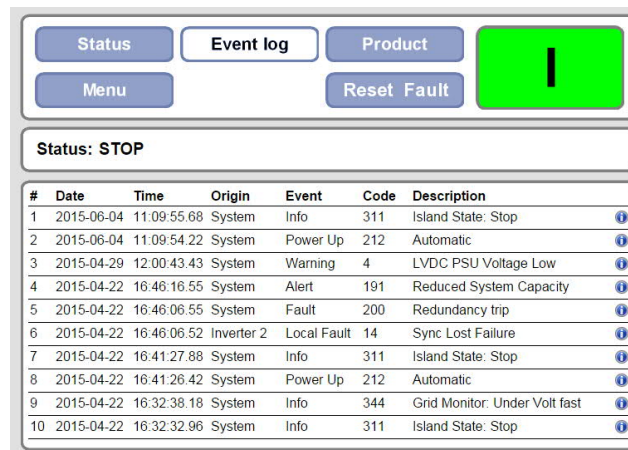 Status Event log Product
I
Menu Reset Fault
Status: STOP
# Date Time Origin Event Code Description
1 2015-06-04 11:09:55.68 System Info 311 Island State: Stop
2 2015-06-04 11:09:54.22 System Power Up 212 Automatic
3 2015-04-29 12:00:43.43 System Warning 4 LVDC PSU Voltage Low
4 2015-04-22 16:46:16.55 System Alert 191 Reduced System Capacity
5 2015-04-22 16:46:06.55 System Fault 200 Redundancy trip
6 2015-04-22 16:46:06.52 Inverter 2 Local Fault 14 Sync Lost Failure
7 2015-04-22 16:41:27.88 System Info 311 Island State: Stop
8 2015-04-22 16:41:26.42 System Power Up 212 Automatic
9 2015-04-22 16:32:38.18 System Info 344 Grid Monitor: Under Volt fast
10 2015-04-22 16:32:32.96 System Info 311 Island State: Stop